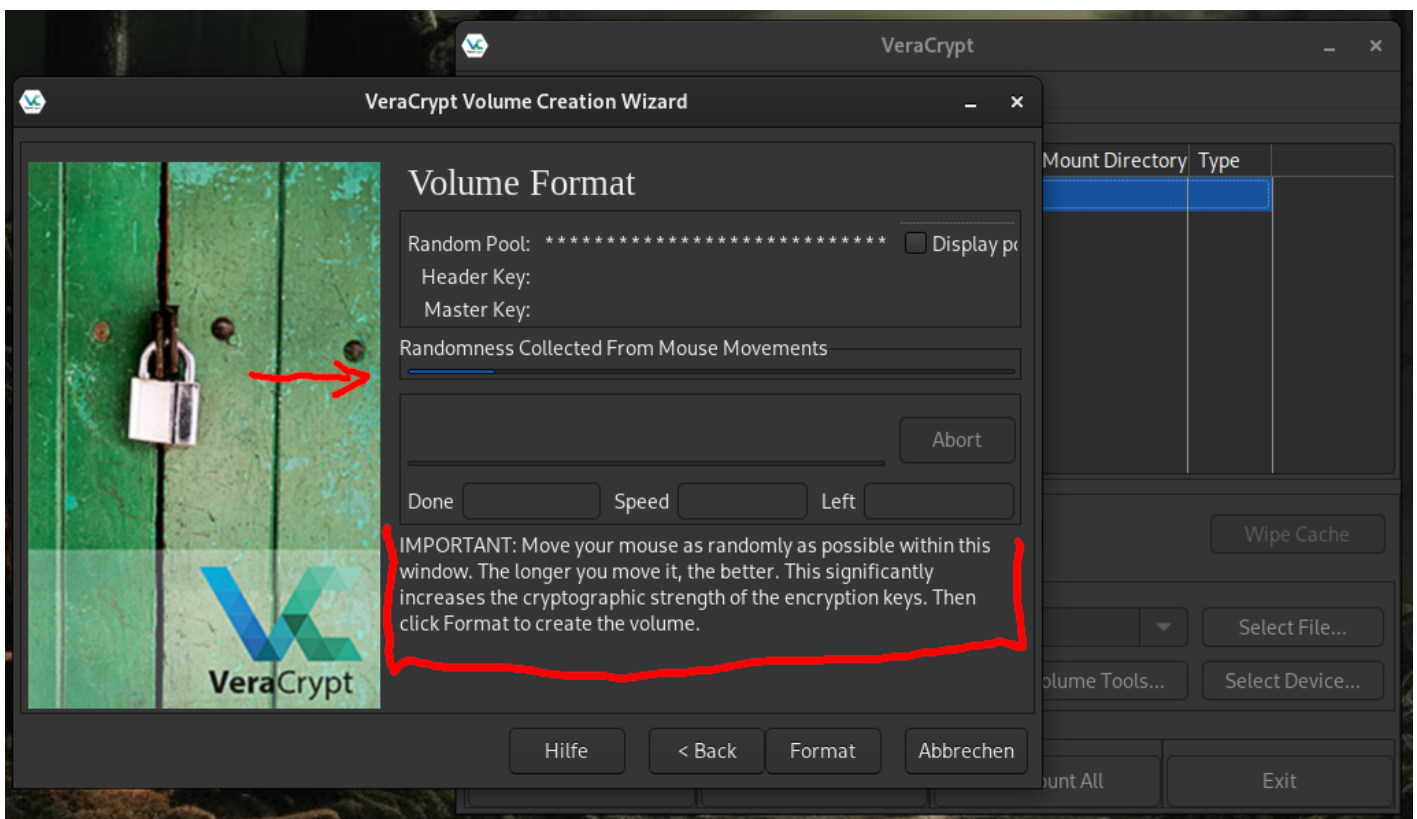 VeraCrypt
VeraCrypt Volume Creation Wizard
Mount Directory Type
Volume Format
Random Pool: **************************** Display
Header Key:
Master Key:
Randomness Collected From Mouse Movements
Abort
Done Speed Left
IMPORTANT: Move your mouse as randomly as possible within this
window. The longer you move it, the better. This significantly
increases the cryptographic strength of the encryption keys. Then
click Format to create the volume.
VeraCrypt
Hilfe < Back Format Abbrechen
Wipe Cache
Select File...
olume Tools... Select Device...
ount All Exit